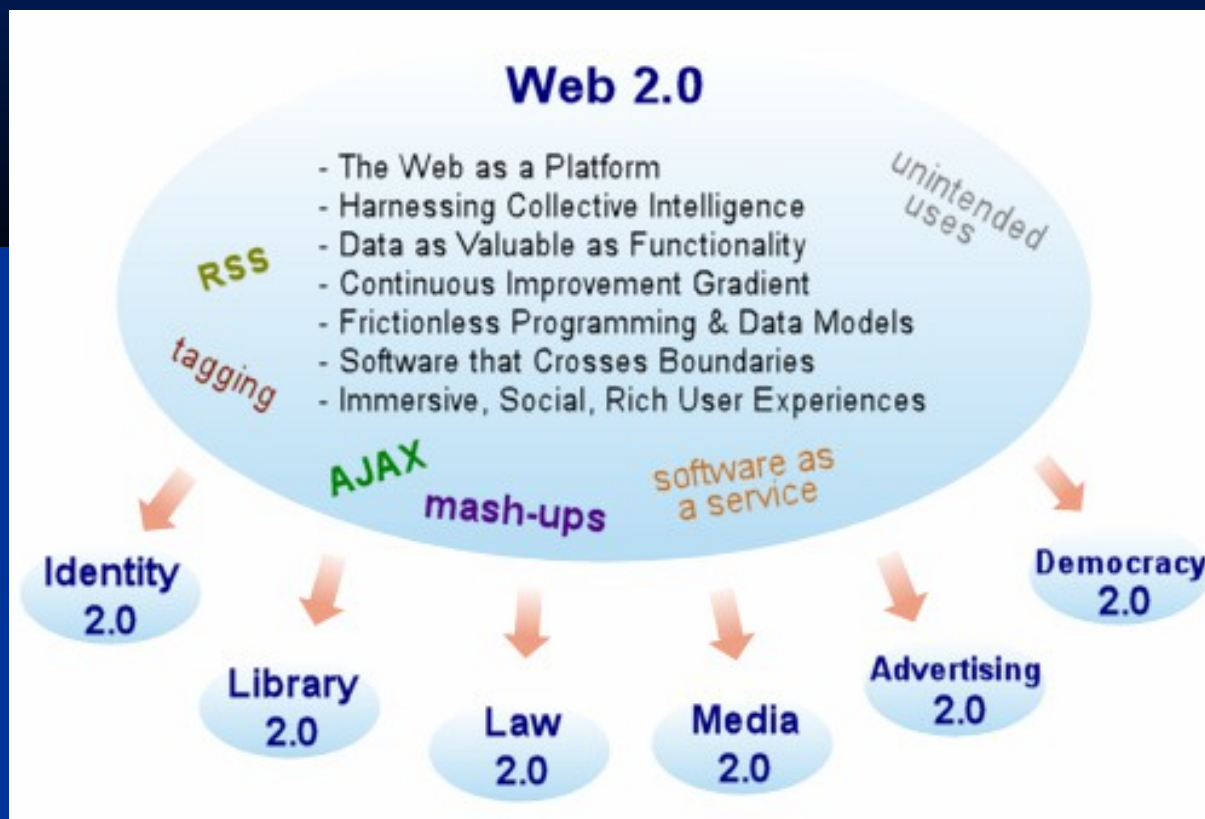 Web 2.0
- The Web as a Platform
- Harnessing Collective Intelligence
- Data as Valuable as Functionality
- Continuous Improvement Gradient
- Frictionless Programming & Data Models
- Software that Crosses Boundaries
- Immersive, Social, Rich User Experiences
unintended
uses
RSS
tagging
AJAX
mash-ups
software as
a service
Identity
2.0
Library
2.0
Law
2.0
Media
2.0
Advertising
2.0
Democracy
2.0